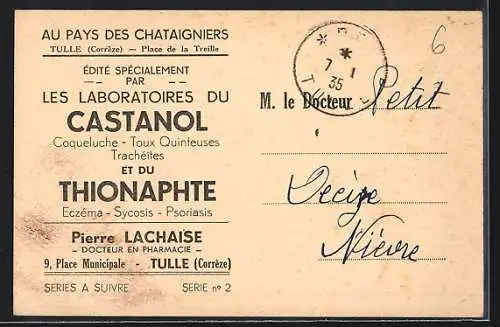 AU PAYS DES CHATAIGNIERS
TULLE (Corrèze) — Place de la Treille
ÉDITÉ SPÉCIALEMENT
— PAR —
LES LABORATOIRES DU
CASTANOL
Coqueluche - Toux Quinteuses
Trachéites
ET DU
THIONAPHTE
Eczéma - Sycosis - Psoriasis
Pierre LACHAISE
— DOCTEUR EN PHARMACIE —
9, Place Municipale - TULLE (Corrèze)
SERIES A SUIVRE SERIE nº 2
7 1
35
6
M. le Docteur Petit
Decize
Nièvre